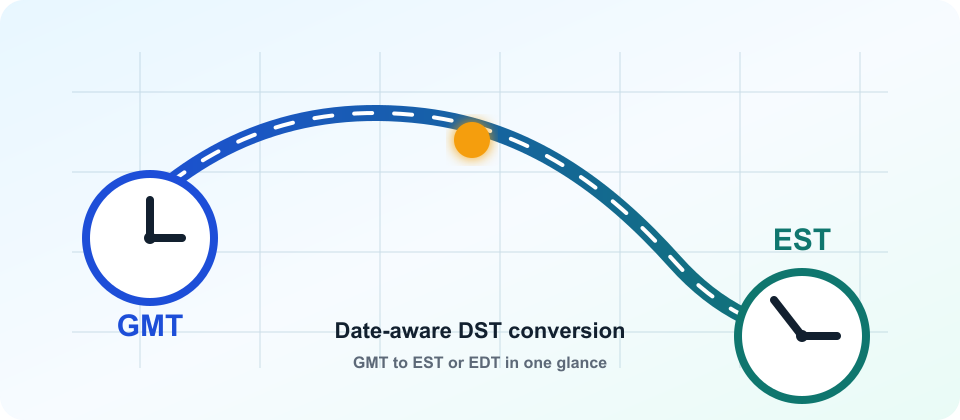 GMT
EST
Date-aware DST conversion
GMT to EST or EDT in one glance